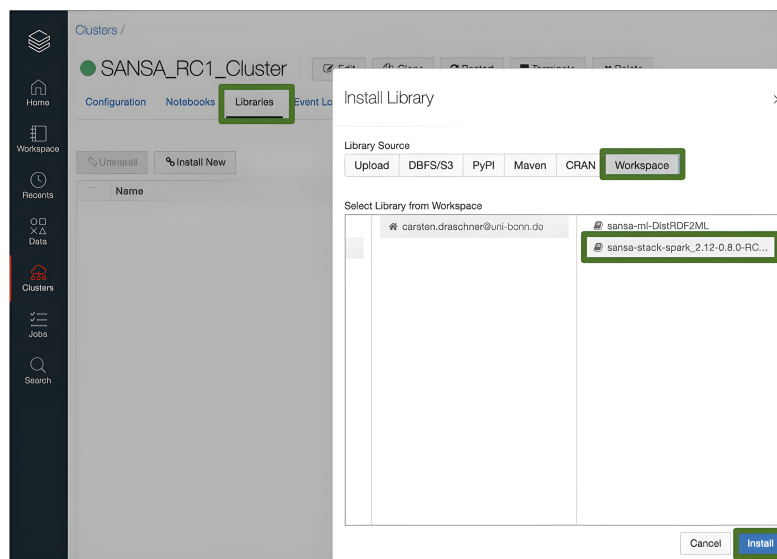 Clusters /
SANSA_RC1_Cluster
Edit Clone Restart Terminate Delete
Configuration Notebooks Libraries Event Lo
Uninstall Install New
Name
Home
Workspace
Recents
Data
Clusters
Jobs
Search
Install Library
Library Source
Upload DBFS/S3 PyPI Maven CRAN Workspace
Select Library from Workspace
carsten.draschner@uni-bonn.do
sansa-ml-DistRDF2ML
sansa-stack-spark_2.12-0.8.0-RC...
Cancel Install